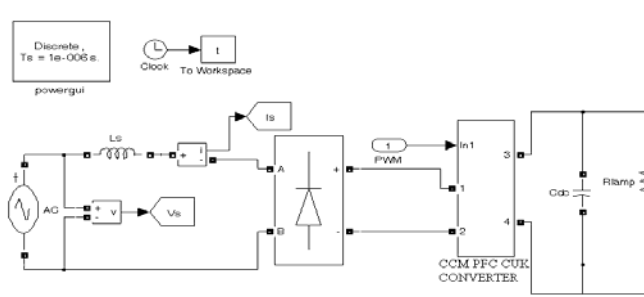 Discrete,
Ts = 1e-006 s.
powergui
Clock
t
To Workspace
Is
Ls
+
i
-
AC
+
-
v
Vs
A
B
+
-
1
PWM
In1
1
2
3
4
CCM PFC CUK
CONVERTER
Cdc
Rlamp